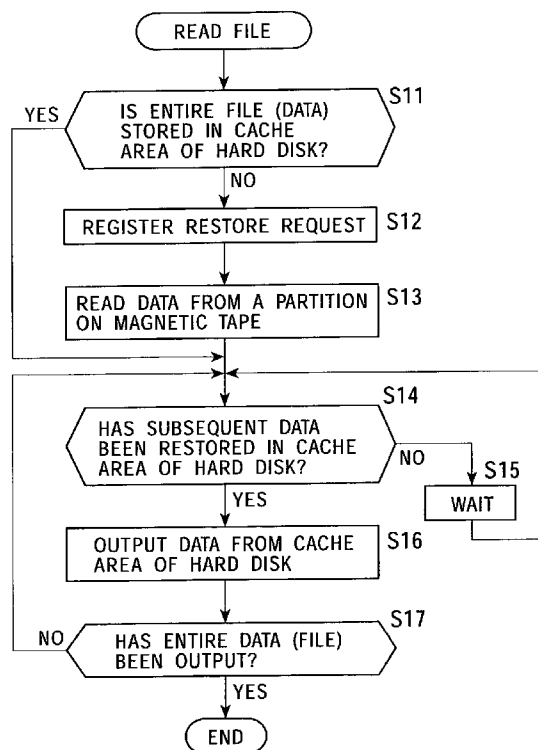 READ FILE
S11
YES
IS ENTIRE FILE (DATA)
STORED IN CACHE
AREA OF HARD DISK?
NO
REGISTER RESTORE REQUEST
S12
S13
READ DATA FROM A PARTITION
ON MAGNETIC TAPE
S14
HAS SUBSEQUENT DATA
BEEN RESTORED IN CACHE
AREA OF HARD DISK?
NO
S15
WAIT
YES
OUTPUT DATA FROM CACHE
AREA OF HARD DISK
S16
S17
NO
HAS ENTIRE DATA (FILE)
BEEN OUTPUT?
YES
END